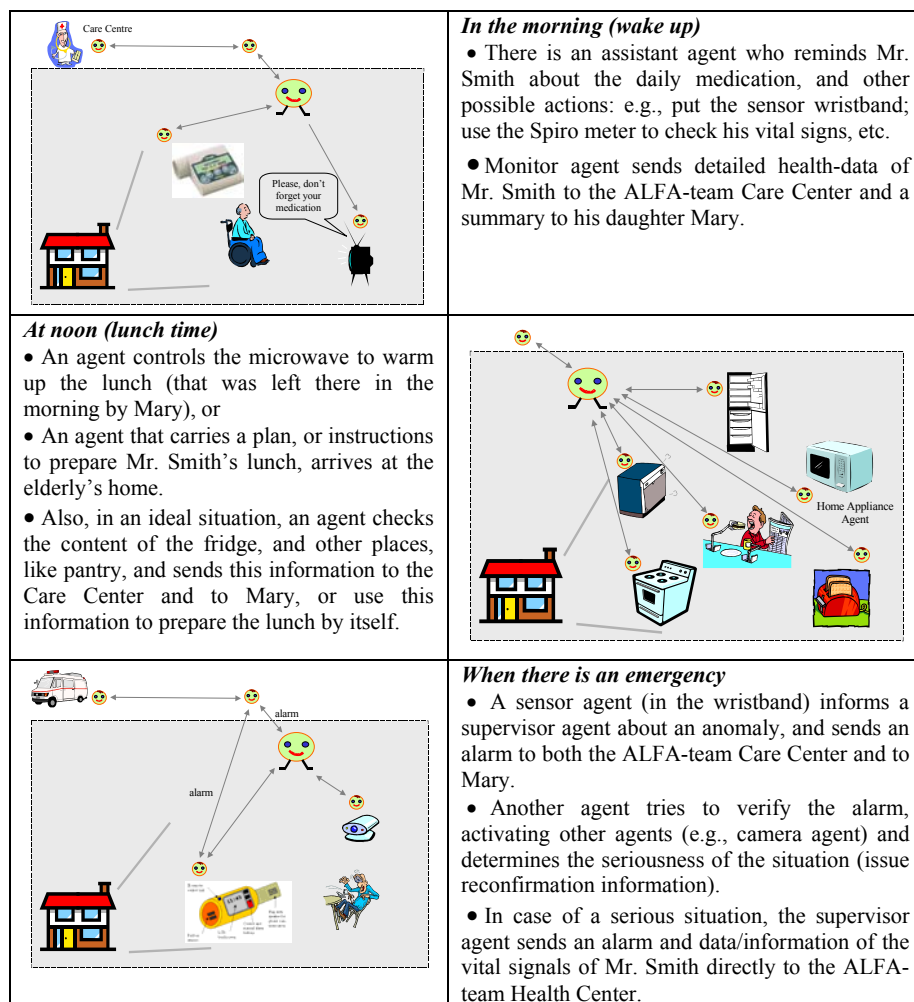 Care Centre
Please, don’t
forget your
medication
In the morning (wake up)
• There is an assistant agent who reminds Mr.
Smith about the daily medication, and other
possible actions: e.g., put the sensor wristband;
use the Spiro meter to check his vital signs, etc.
• Monitor agent sends detailed health-data of
Mr. Smith to the ALFA-team Care Center and a
summary to his daughter Mary.
At noon (lunch time)
• An agent controls the microwave to warm
up the lunch (that was left there in the
morning by Mary), or
• An agent that carries a plan, or instructions
to prepare Mr. Smith’s lunch, arrives at the
elderly’s home.
• Also, in an ideal situation, an agent checks
the content of the fridge, and other places,
like pantry, and sends this information to the
Care Center and to Mary, or use this
information to prepare the lunch by itself.
Home Appliance
Agent
alarm
alarm
When there is an emergency
• A sensor agent (in the wristband) informs a
supervisor agent about an anomaly, and sends an
alarm to both the ALFA-team Care Center and to
Mary.
• Another agent tries to verify the alarm,
activating other agents (e.g., camera agent) and
determines the seriousness of the situation (issue
reconfirmation information).
• In case of a serious situation, the supervisor
agent sends an alarm and data/information of the
vital signals of Mr. Smith directly to the ALFA-
team Health Center.